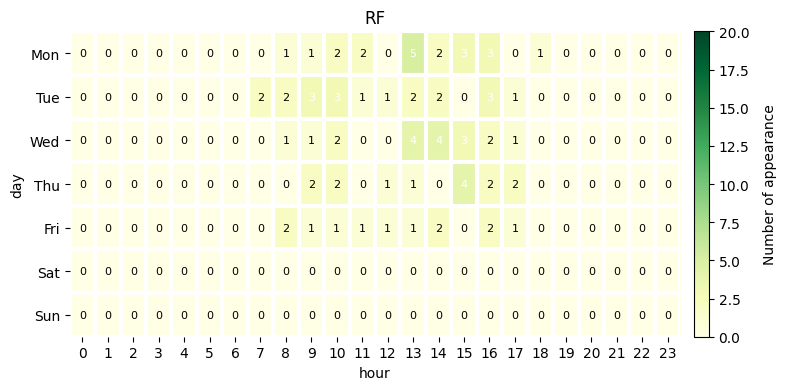 RF
Mon 0 0 0 0 0 0 0 0 1 1 2 2 0 5 2 3 3 0 1 0 0 0 0 0
Tue 0 0 0 0 0 0 0 2 2 3 3 1 1 2 2 0 3 1 0 0 0 0 0 0
Wed 0 0 0 0 0 0 0 0 1 1 2 0 0 4 4 3 2 1 0 0 0 0 0 0
Thu 0 0 0 0 0 0 0 0 0 2 2 0 1 1 0 4 2 2 0 0 0 0 0 0
Fri 0 0 0 0 0 0 0 0 2 1 1 1 1 1 2 0 2 1 0 0 0 0 0 0
Sat 0 0 0 0 0 0 0 0 0 0 0 0 0 0 0 0 0 0 0 0 0 0 0 0
Sun 0 0 0 0 0 0 0 0 0 0 0 0 0 0 0 0 0 0 0 0 0 0 0 0
0 1 2 3 4 5 6 7 8 9 10 11 12 13 14 15 16 17 18 19 20 21 22 23
hour
day
20.0
17.5
15.0
12.5
10.0
7.5
5.0
2.5
0.0
Number of appearance